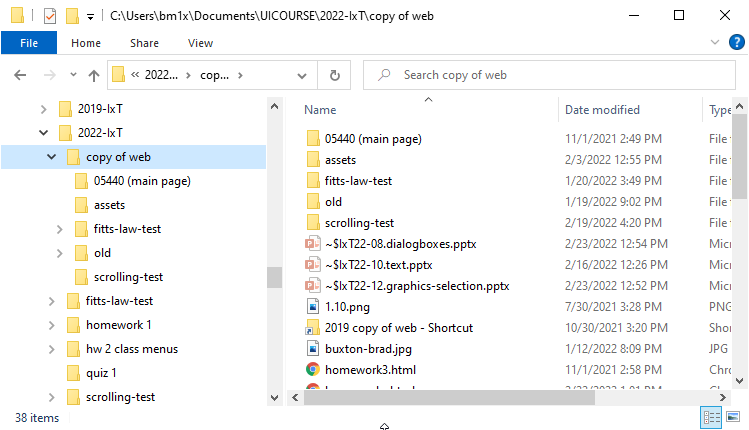 C:\Users\bm1x\Documents\UICOURSE\2022-IxT\copy of web
File Home Share View
« 2022... cop... Search copy of web
2019-IxT
2022-IxT
copy of web
05440 (main page)
assets
fitts-law-test
old
scrolling-test
fitts-law-test
homework 1
hw 2 class menus
quiz 1
scrolling-test
Name Date modified Type
05440 (main page) 11/1/2021 2:49 PM File
assets 2/3/2022 12:55 PM File
fitts-law-test 1/20/2022 3:49 PM File
old 1/19/2022 9:02 PM File
scrolling-test 2/19/2022 4:20 PM File
~$IxT22-08.dialogboxes.pptx 2/23/2022 12:54 PM Micr
~$IxT22-10.text.pptx 2/16/2022 12:26 PM Micr
~$IxT22-12.graphics-selection.pptx 2/23/2022 12:52 PM Micr
1.10.png 7/30/2021 3:28 PM PNG
2019 copy of web - Shortcut 10/30/2021 3:20 PM Shor
buxton-brad.jpg 1/12/2022 8:09 PM JPG
homework3.html 11/1/2021 2:58 PM Chro
38 items